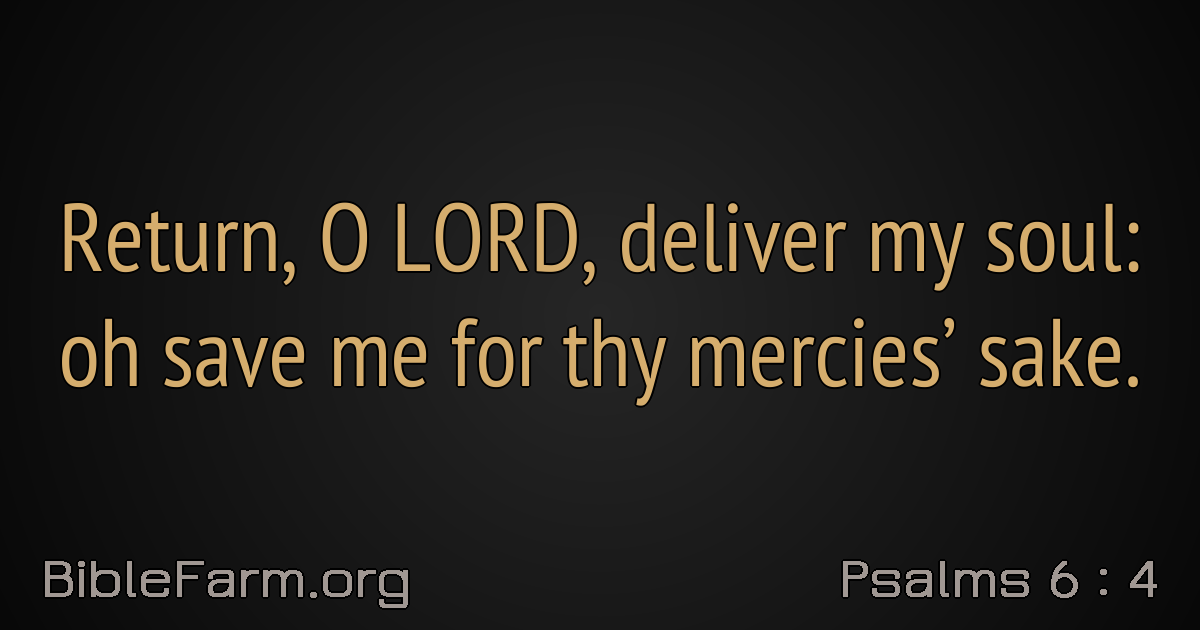 Return, O LORD, deliver my soul:
oh save me for thy mercies’ sake.
BibleFarm.org
Psalms 6 : 4